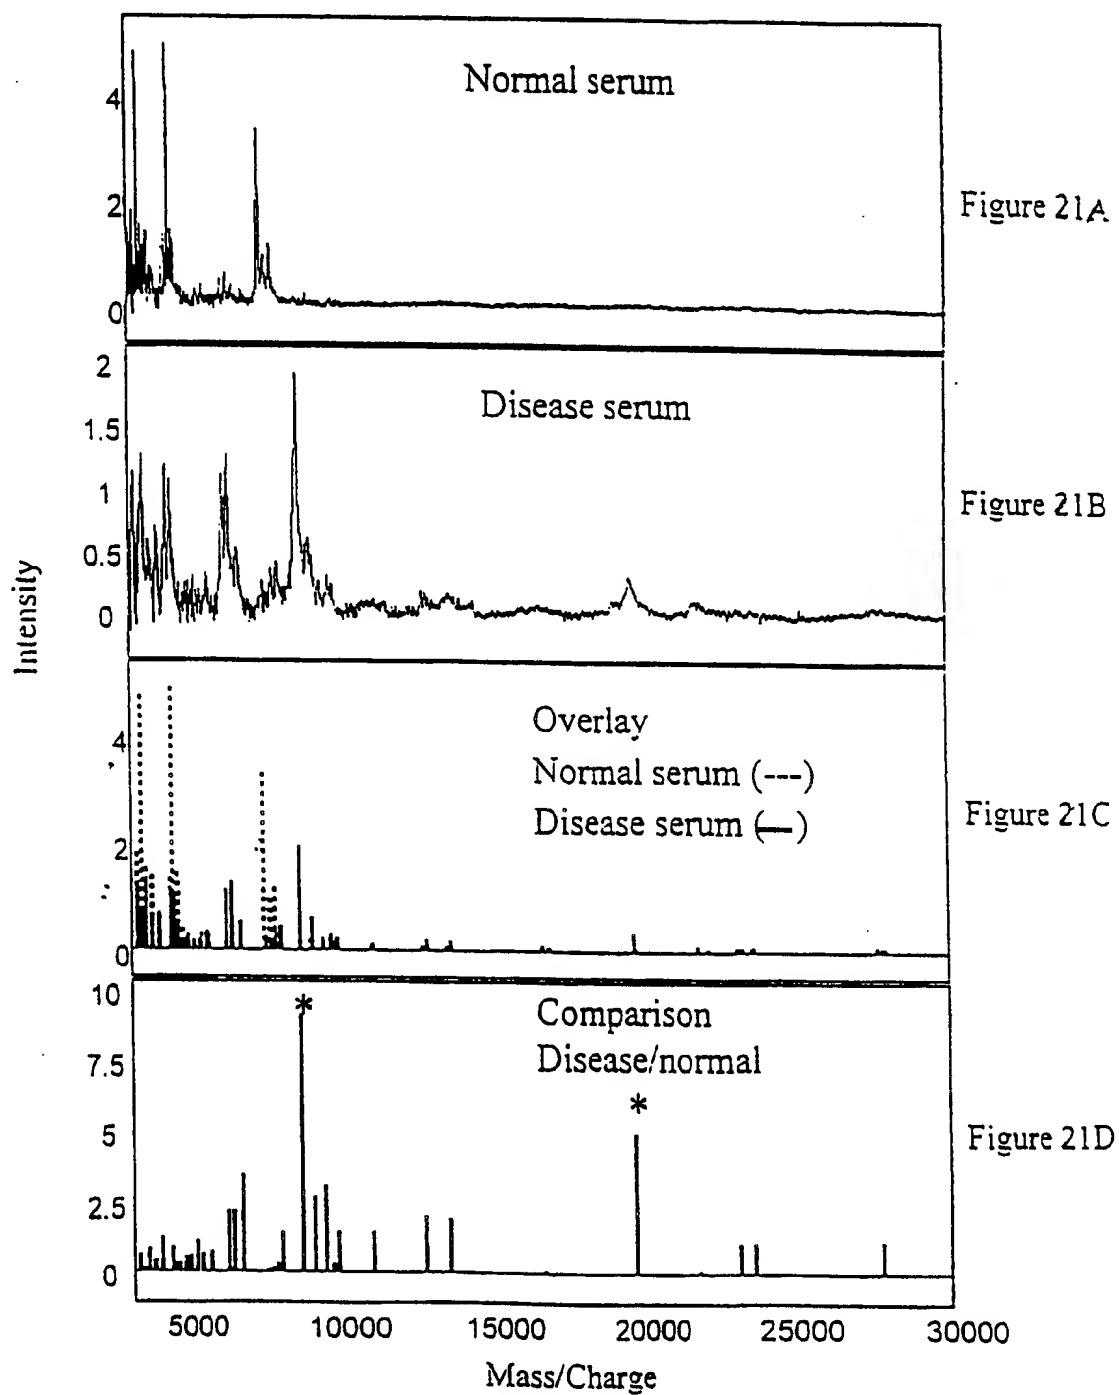 Normal serum
4
2
0
Figure 21A
2
1.5
1
0.5
0
Disease serum
Figure 21B
Intensity
4
2
0
Overlay
Normal serum (---)
Disease serum (—)
Figure 21C
10
7.5
5
2.5
0
*
Comparison
Disease/normal
*
Figure 21D
5000 10000 15000 20000 25000 30000
Mass/Charge